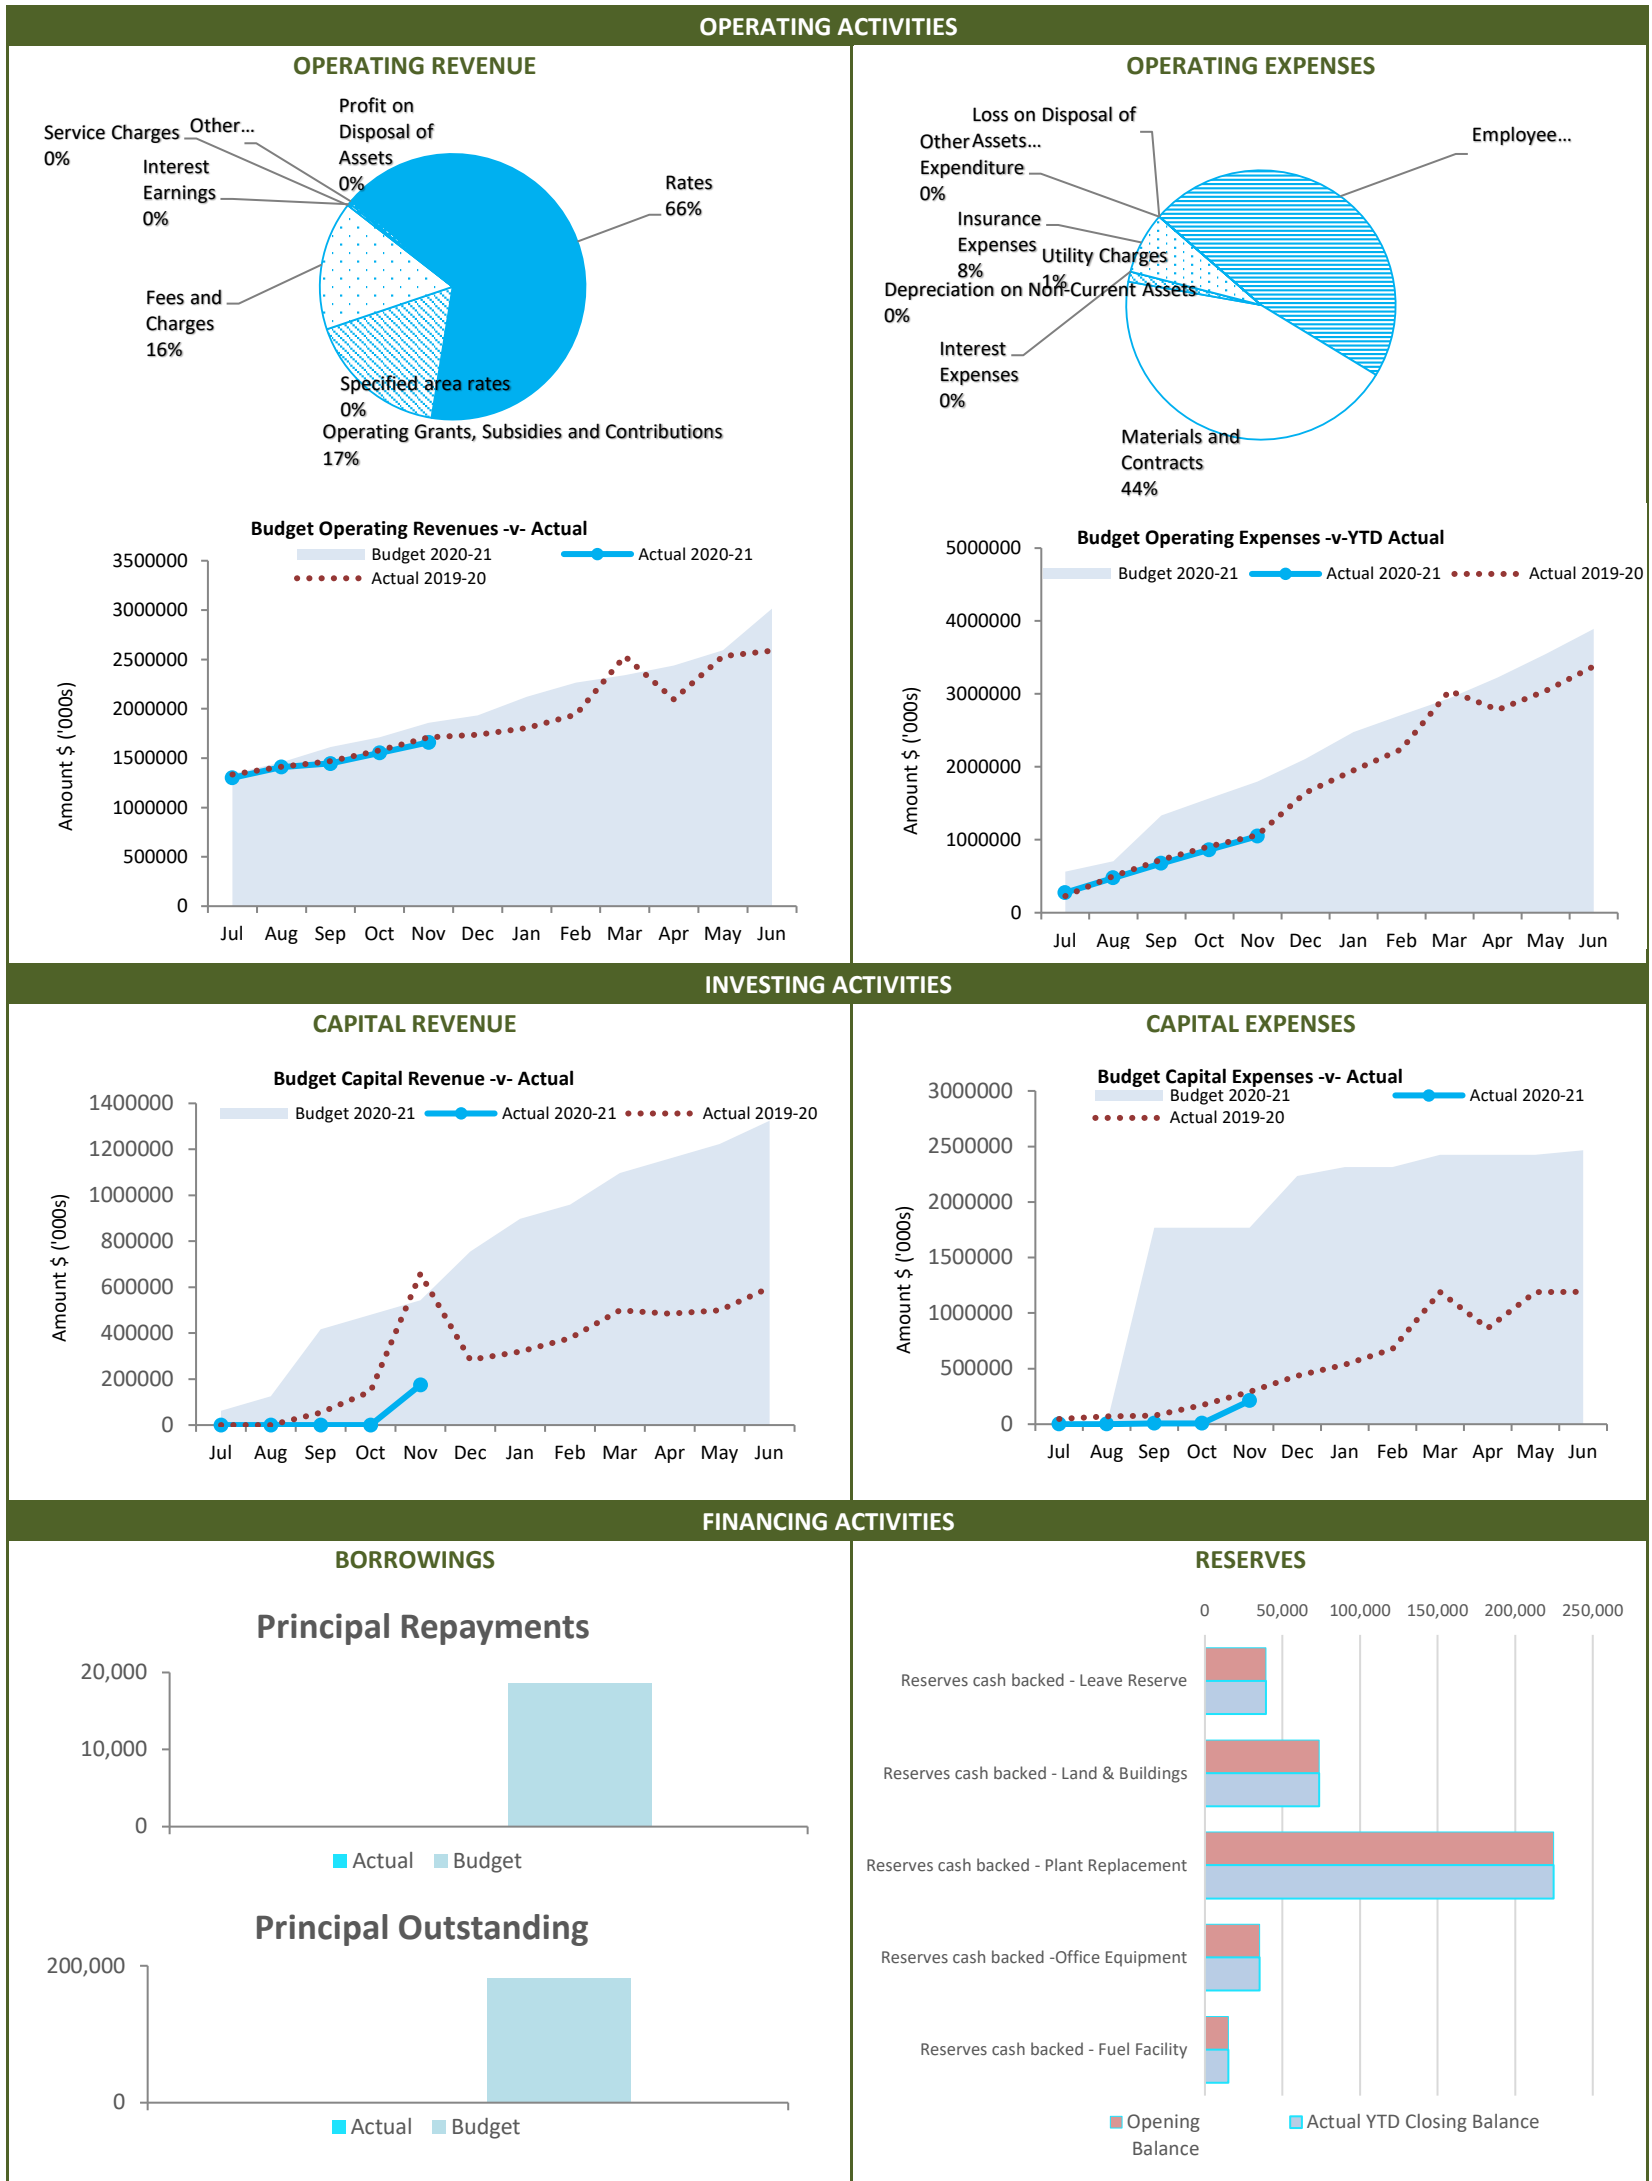 OPERATING ACTIVITIES
OPERATING REVENUE
Service Charges
0%
Other...
Profit on
Disposal of
Assets
0%
Interest
Earnings
0%
Rates
66%
Fees and
Charges
16%
Specified area rates
0%
Operating Grants, Subsidies and Contributions
17%
OPERATING EXPENSES
Loss on Disposal of
Assets...
Other
Expenditure
0%
Employee...
Insurance
Expenses
8%
Utility Charges
1%
Depreciation on Non-Current Assets
0%
Interest
Expenses
0%
Materials and
Contracts
44%
Budget Operating Revenues -v- Actual
Budget 2020-21
Actual 2020-21
Actual 2019-20
Amount $ ('000s)
3500000
3000000
2500000
2000000
1500000
1000000
500000
0
Jul Aug Sep Oct Nov Dec Jan Feb Mar Apr May Jun
Budget Operating Expenses -v-YTD Actual
Budget 2020-21
Actual 2020-21
Actual 2019-20
Amount $ ('000s)
5000000
4000000
3000000
2000000
1000000
0
Jul Aug Sep Oct Nov Dec Jan Feb Mar Apr May Jun
INVESTING ACTIVITIES
CAPITAL REVENUE
Budget Capital Revenue -v- Actual
Budget 2020-21
Actual 2020-21
Actual 2019-20
Amount $ ('000s)
1400000
1200000
1000000
800000
600000
400000
200000
0
Jul Aug Sep Oct Nov Dec Jan Feb Mar Apr May Jun
CAPITAL EXPENSES
Budget Capital Expenses -v- Actual
Budget 2020-21
Actual 2020-21
Actual 2019-20
Amount $ ('000s)
3000000
2500000
2000000
1500000
1000000
500000
0
Jul Aug Sep Oct Nov Dec Jan Feb Mar Apr May Jun
FINANCING ACTIVITIES
BORROWINGS
Principal Repayments
20,000
10,000
0
Actual Budget
Principal Outstanding
200,000
0
Actual Budget
RESERVES
0 50,000 100,000 150,000 200,000 250,000
Reserves cash backed - Leave Reserve
Reserves cash backed - Land & Buildings
Reserves cash backed - Plant Replacement
Reserves cash backed -Office Equipment
Reserves cash backed - Fuel Facility
Opening
Balance
Actual YTD Closing Balance